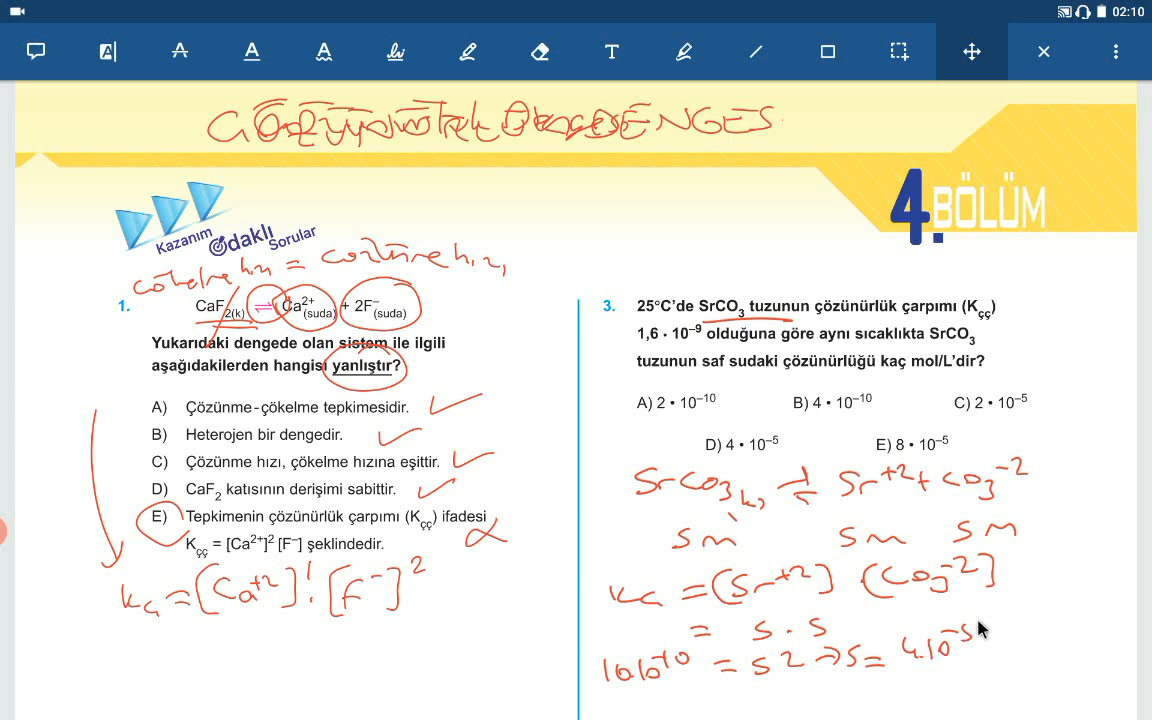 02:10
4.BÖLÜM
Kazanım Odaklı Sorular
çökelme hızı = çözünme hızı
1. CaF₂(k) ⇌ Ca²⁺(suda) + 2F⁻(suda)
Yukarıdaki dengede olan sistem ile ilgili
aşağıdakilerden hangisi yanlıştır?
A) Çözünme-çökelme tepkimesidir.
B) Heterojen bir dengedir.
C) Çözünme hızı, çökelme hızına eşittir.
D) CaF₂ katısının derişimi sabittir.
E) Tepkimenin çözünürlük çarpımı (Kçç) ifadesi
Kçç = [Ca²⁺]² [F⁻] şeklindedir.
Kçç = [Ca⁺²]¹ . [F⁻]²
3. 25°C'de SrCO₃ tuzunun çözünürlük çarpımı (Kçç)
1,6 • 10⁻⁹ olduğuna göre aynı sıcaklıkta SrCO₃
tuzunun saf sudaki çözünürlüğü kaç mol/L'dir?
A) 2 • 10⁻¹⁰ B) 4 • 10⁻¹⁰ C) 2 • 10⁻⁵
D) 4 • 10⁻⁵ E) 8 • 10⁻⁵
SrCO₃(k) ⇌ Sr⁺² + CO₃⁻²
SM SM SM
Kçç = [Sr⁺²] [CO₃⁻²]
= S . S
16.10⁻¹⁰ = S² ⇒ S = 4.10⁻⁵